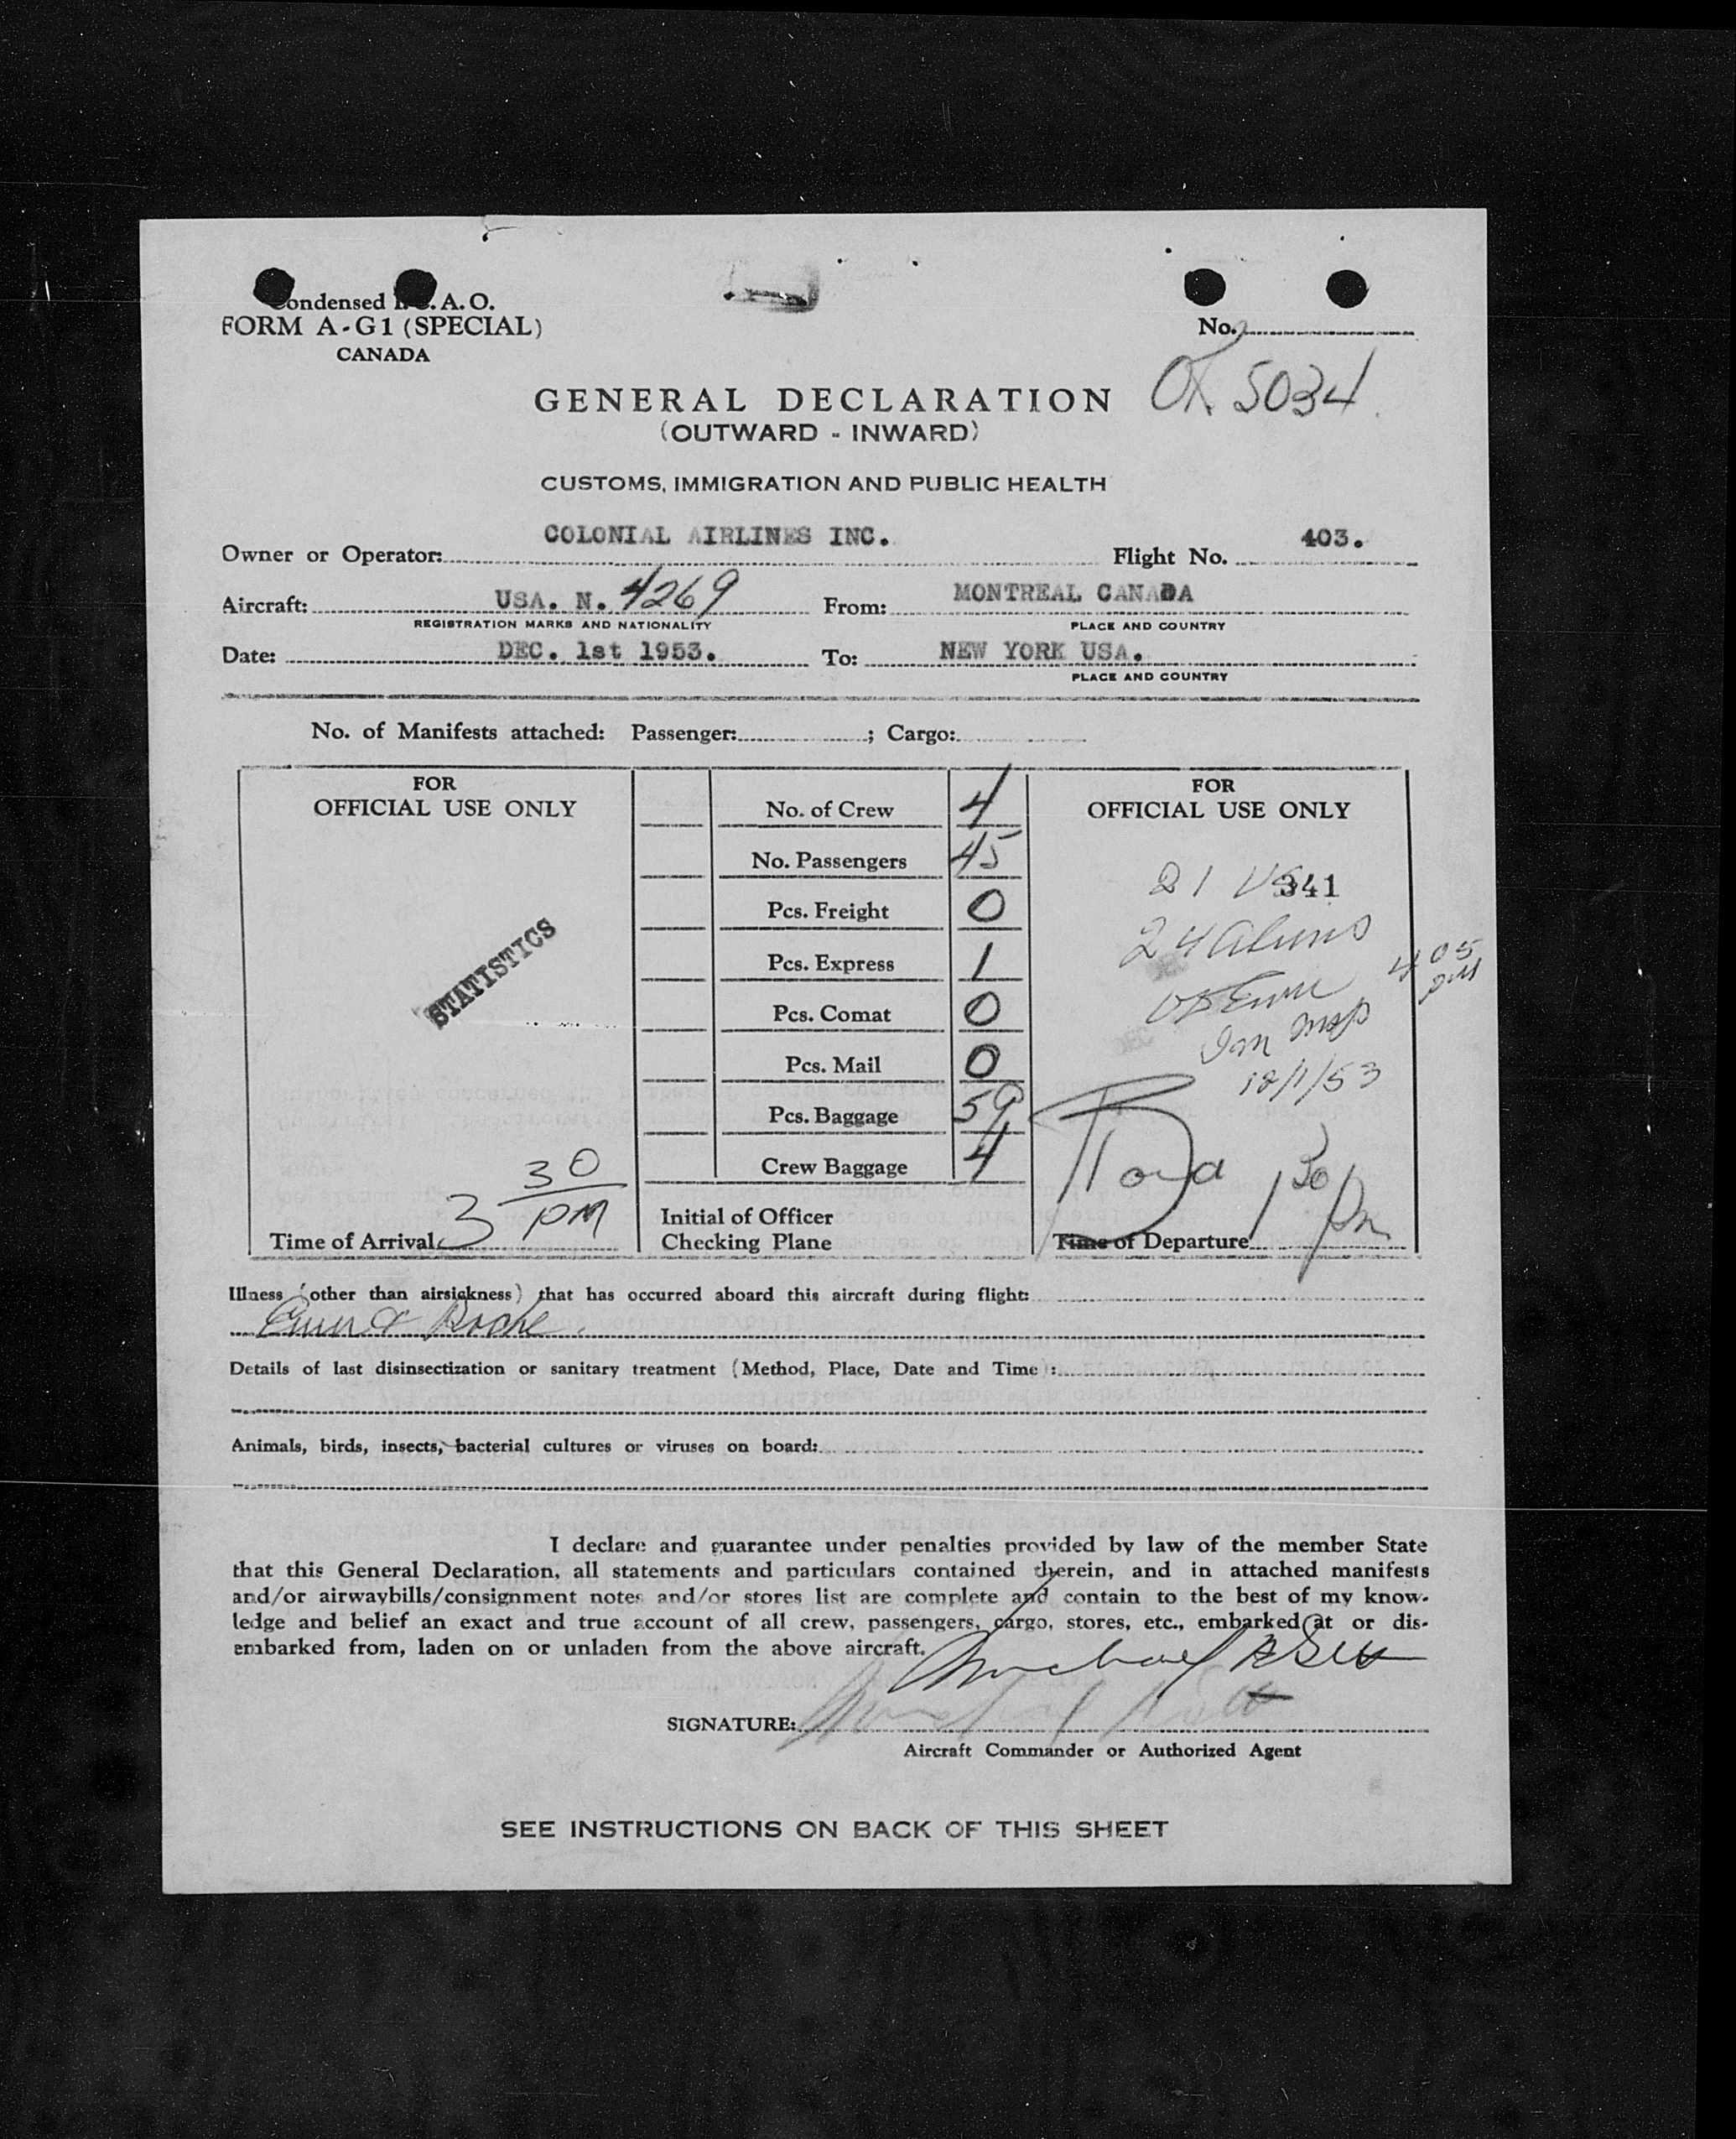 Condensed I.C.A.O.
FORM A-G1 (SPECIAL)
CANADA
No.
OK 5034
GENERAL DECLARATION
(OUTWARD - INWARD)
CUSTOMS, IMMIGRATION AND PUBLIC HEALTH
Owner or Operator: COLONIAL AIRLINES INC. Flight No. 403.
Aircraft: USA. N. 4269 From: MONTREAL CANADA
REGISTRATION MARKS AND NATIONALITY PLACE AND COUNTRY
Date: DEC. 1st 1953. To: NEW YORK USA.
PLACE AND COUNTRY
No. of Manifests attached: Passenger: ; Cargo:
FOR
OFFICIAL USE ONLY
STATISTICS
3 30 PM
Time of Arrival
No. of Crew 4
No. Passengers 45
Pcs. Freight 0
Pcs. Express 1
Pcs. Comat 0
Pcs. Mail 0
Pcs. Baggage 59
Crew Baggage 4
Initial of Officer
Checking Plane
FOR
OFFICIAL USE ONLY
21 US 341
24 Aliens
405
PM
Imm Insp
12/1/53
1 30 Pm
Time of Departure
Illness (other than airsickness) that has occurred aboard this aircraft during flight:
Details of last disinsectization or sanitary treatment (Method, Place, Date and Time):
Animals, birds, insects, bacterial cultures or viruses on board:
I declare and guarantee under penalties provided by law of the member State
that this General Declaration, all statements and particulars contained therein, and in attached manifests
and/or airwaybills/consignment notes and/or stores list are complete and contain to the best of my know-
ledge and belief an exact and true account of all crew, passengers, cargo, stores, etc., embarked at or dis-
embarked from, laden on or unladen from the above aircraft.
Michael
SIGNATURE:
Aircraft Commander or Authorized Agent
SEE INSTRUCTIONS ON BACK OF THIS SHEET